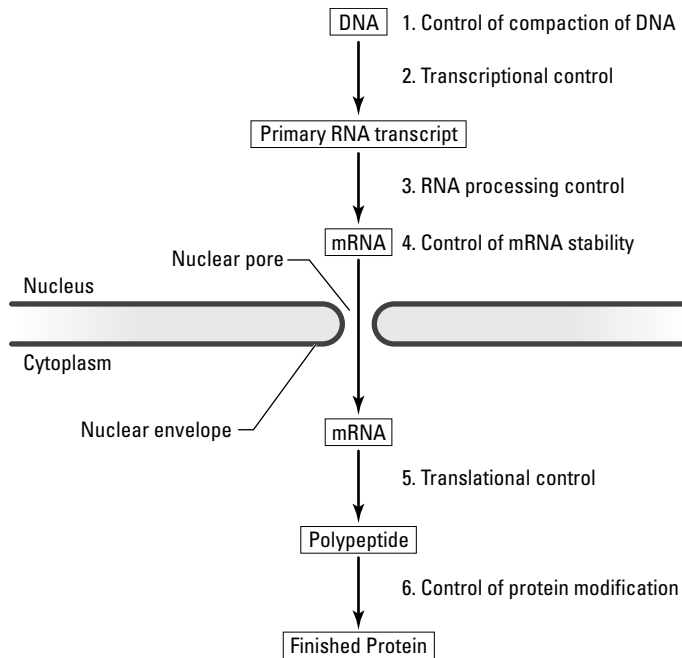 DNA
1. Control of compaction of DNA
2. Transcriptional control
Primary RNA transcript
3. RNA processing control
mRNA
4. Control of mRNA stability
Nuclear pore
Nucleus
Cytoplasm
Nuclear envelope
mRNA
5. Translational control
Polypeptide
6. Control of protein modification
Finished Protein